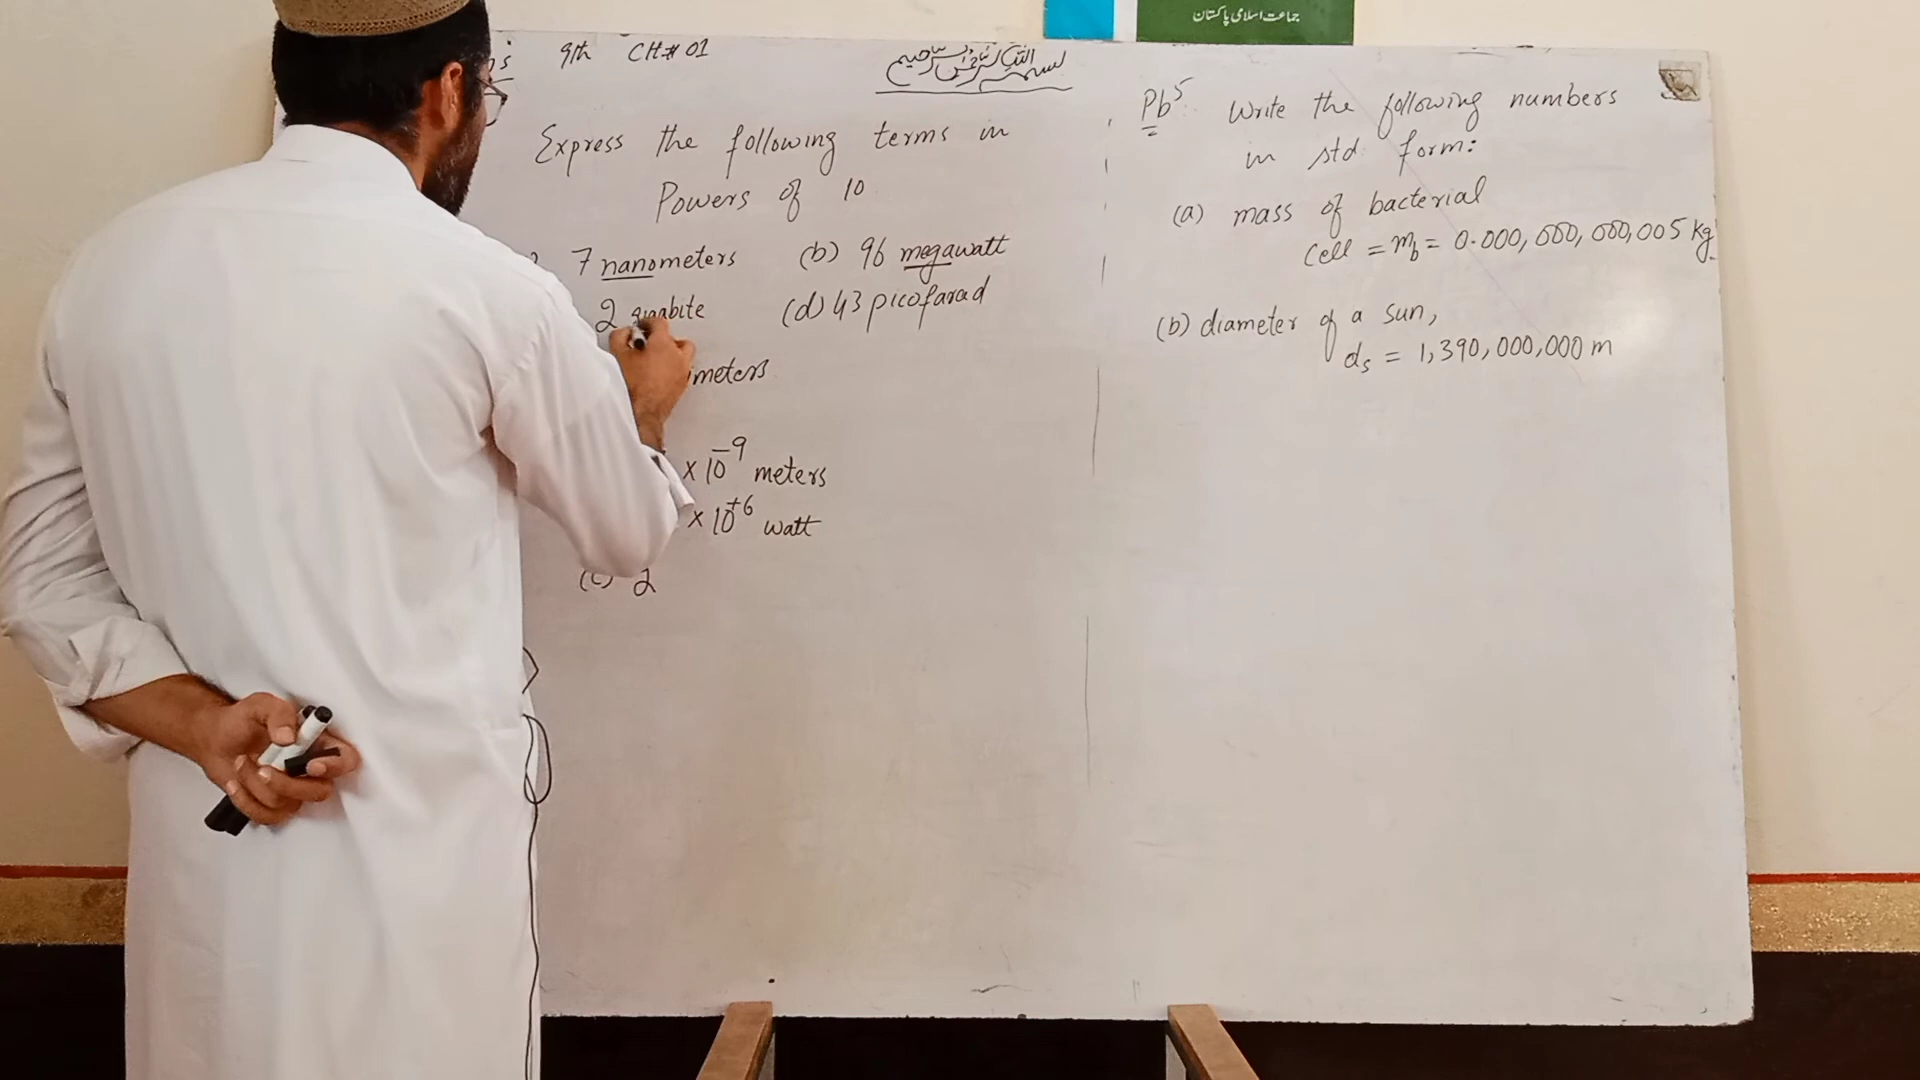 جماعت اسلامی پاکستان
9th CH# 01
بسم اللہ الرحمن الرحیم
Express the following terms in
Powers of 10
7 nanometers (b) 96 megawatt
2 gigabite (d) 43 picofarad
meters
× 10⁻⁹ meters
× 10⁺⁶ watt
(c) 2
Pb5: Write the following numbers
in std. form:
(a) mass of bacterial
cell = m_b = 0.000,000,000,005 Kg.
(b) diameter of a sun,
d_s = 1,390,000,000 m